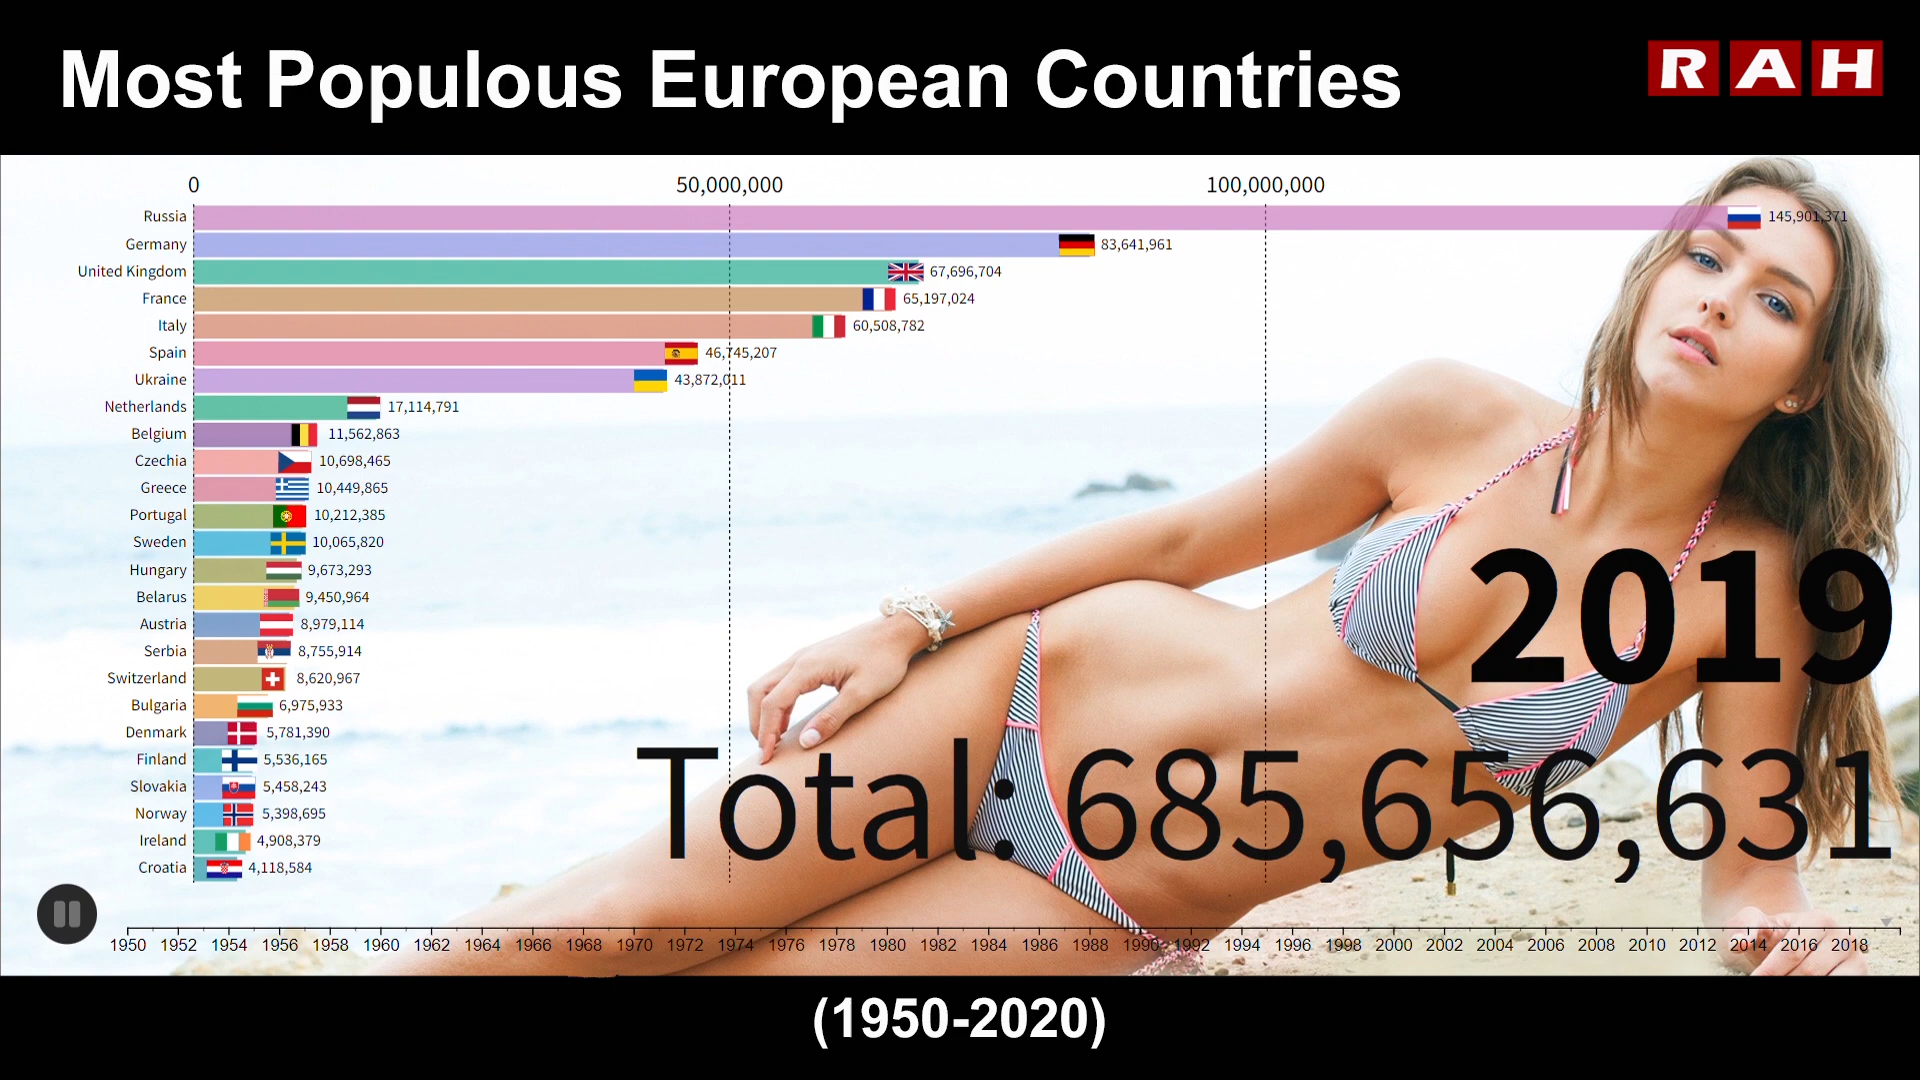 Most Populous European Countries
RAH
0 50,000,000 100,000,000
Russia 145,901,371
Germany 83,641,961
United Kingdom 67,696,704
France 65,197,024
Italy 60,508,782
Spain 46,745,207
Ukraine 43,872,011
Netherlands 17,114,791
Belgium 11,562,863
Czechia 10,698,465
Greece 10,449,865
Portugal 10,212,385
Sweden 10,065,820
Hungary 9,673,293
Belarus 9,450,964
Austria 8,979,114
Serbia 8,755,914
Switzerland 8,620,967
Bulgaria 6,975,933
Denmark 5,781,390
Finland 5,536,165
Slovakia 5,458,243
Norway 5,398,695
Ireland 4,908,379
Croatia 4,118,584
2019
Total: 685,656,631
1950 1952 1954 1956 1958 1960 1962 1964 1966 1968 1970 1972 1974 1976 1978 1980 1982 1984 1986 1988 1990 1992 1994 1996 1998 2000 2002 2004 2006 2008 2010 2012 2014 2016 2018
(1950-2020)